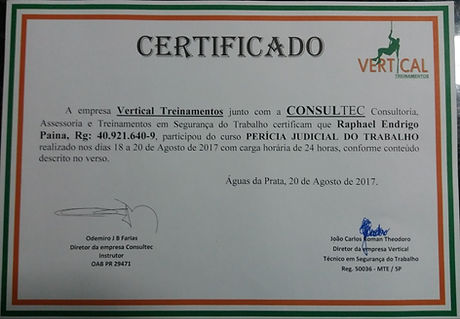 CERTIFICADO
VERTICAL
TREINAMENTOS
A empresa Vertical Treinamentos junto com a CONSULTEC Consultoria,
Assessoria e Treinamentos em Segurança do Trabalho certificam que Raphael Endrigo
Paina, Rg: 40.921.640-9, participou do curso PERÍCIA JUDICIAL DO TRABALHO
realizado nos dias 18 a 20 de Agosto de 2017 com carga horária de 24 horas, conforme conteúdo
descrito no verso.
Águas da Prata, 20 de Agosto de 2017.
Odemiro J B Farias
Diretor da empresa Consultec
Instrutor
OAB PR 29471
João Carlos Roman Theodoro
Diretor da empresa Vertical
Técnico em Segurança do Trabalho
Reg. 50036 - MTE / SP